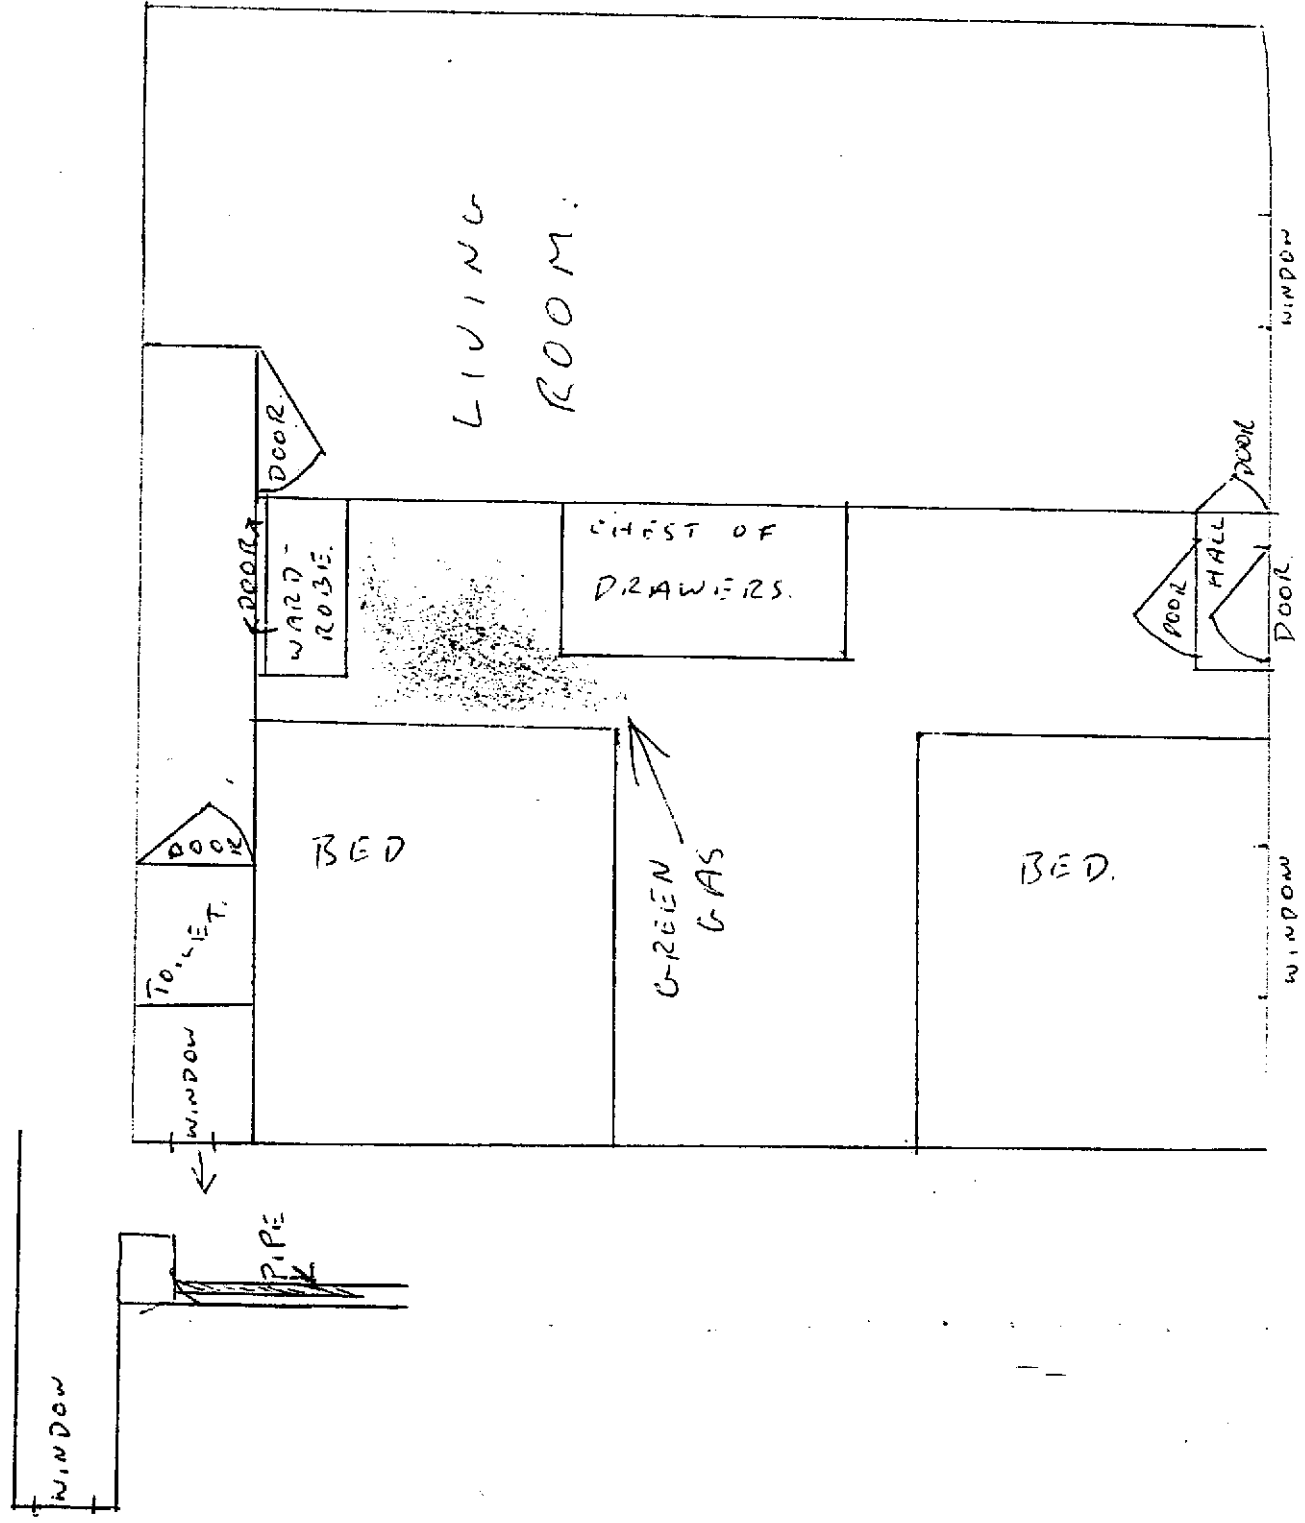 LIVING
ROOM.
DOOR.
DOOR
WARD-
ROBE.
CHEST OF
DRAWERS.
DOOR
HALL
DOOR
DOOR
WINDOW
DOOR
TOILET.
WINDOW
BED
GREEN
GAS
BED.
WINDOW
PIPE
WINDOW